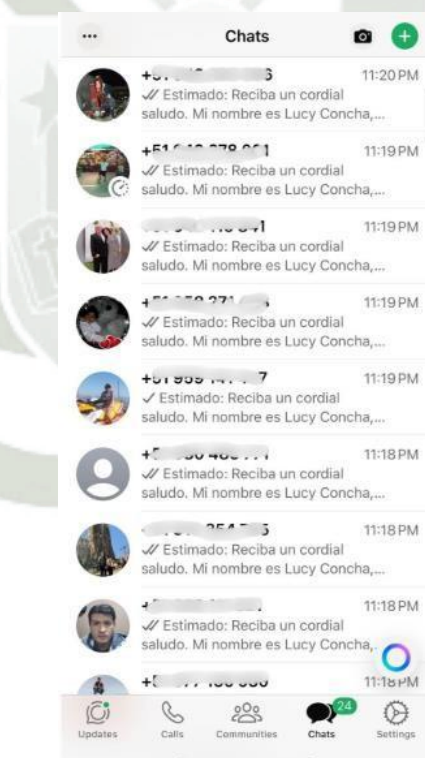 Chats
11:20 PM
Estimado: Reciba un cordial
saludo. Mi nombre es Lucy Concha,...
11:19 PM
Estimado: Reciba un cordial
saludo. Mi nombre es Lucy Concha,...
11:19 PM
Estimado: Reciba un cordial
saludo. Mi nombre es Lucy Concha,...
11:19 PM
Estimado: Reciba un cordial
saludo. Mi nombre es Lucy Concha,...
11:19 PM
Estimado: Reciba un cordial
saludo. Mi nombre es Lucy Concha,...
11:18 PM
Estimado: Reciba un cordial
saludo. Mi nombre es Lucy Concha,...
11:18 PM
Estimado: Reciba un cordial
saludo. Mi nombre es Lucy Concha,...
11:18 PM
Estimado: Reciba un cordial
saludo. Mi nombre es Lucy Concha,
11:18 PM
24
Updates Calls Communities Chats Settings